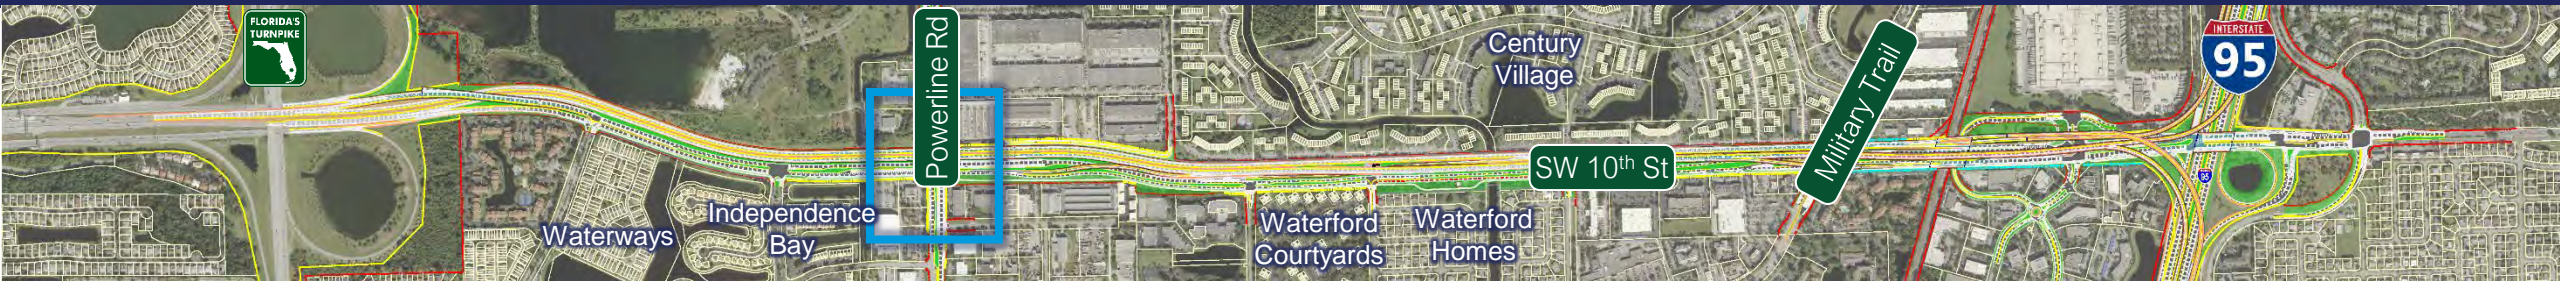 FLORIDA'S
TURNPIKE
Powerline Rd
Century
Village
Military Trail
INTERSTATE
95
SW 10th St
95
Waterways
Independence
Bay
Waterford
Courtyards
Waterford
Homes